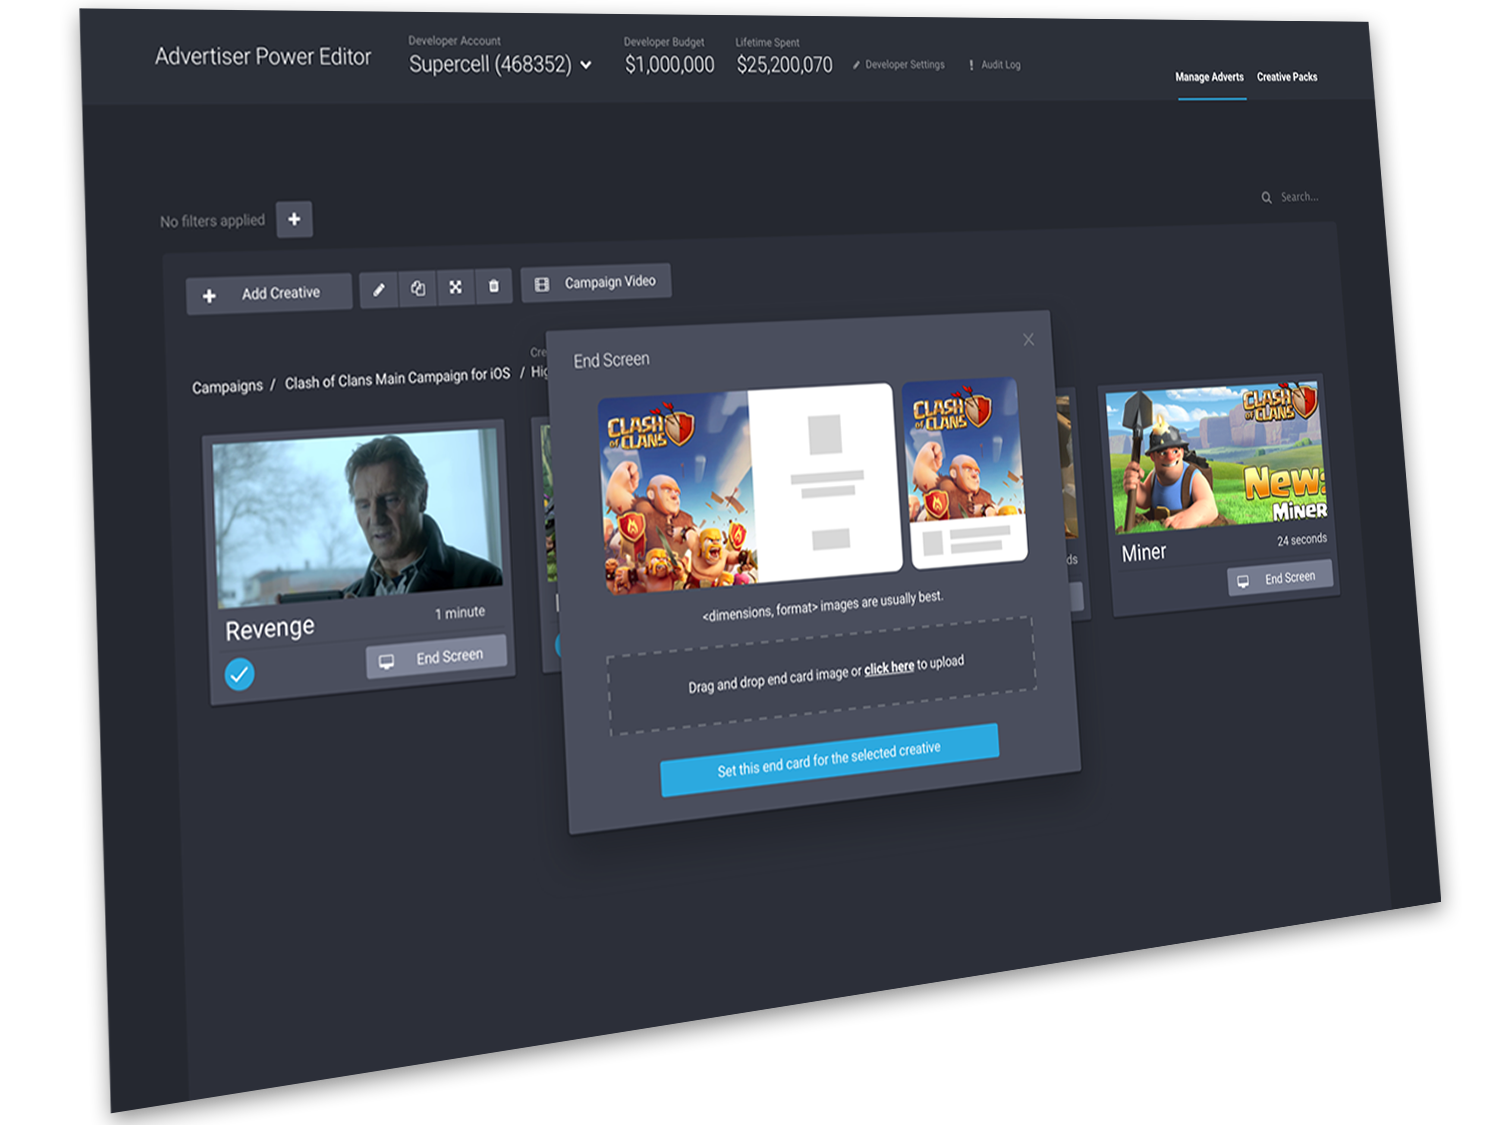 Advertiser Power Editor
Developer Account
Supercell (468352)
Developer Budget
$1,000,000
Lifetime Spent
$25,200,070
Developer Settings
Audit Log
Manage Adverts
Creative Packs
No filters applied
Search...
Add Creative
Campaign Video
Campaigns / Clash of Clans Main Campaign for iOS /
End Screen
CLASH OF CLANS
CLASH OF CLANS
<dimensions, format> images are usually best.
Drag and drop end card image or click here to upload
Set this end card for the selected creative
Revenge
1 minute
End Screen
CLASH OF CLANS
New:
MINER
Miner
24 seconds
End Screen